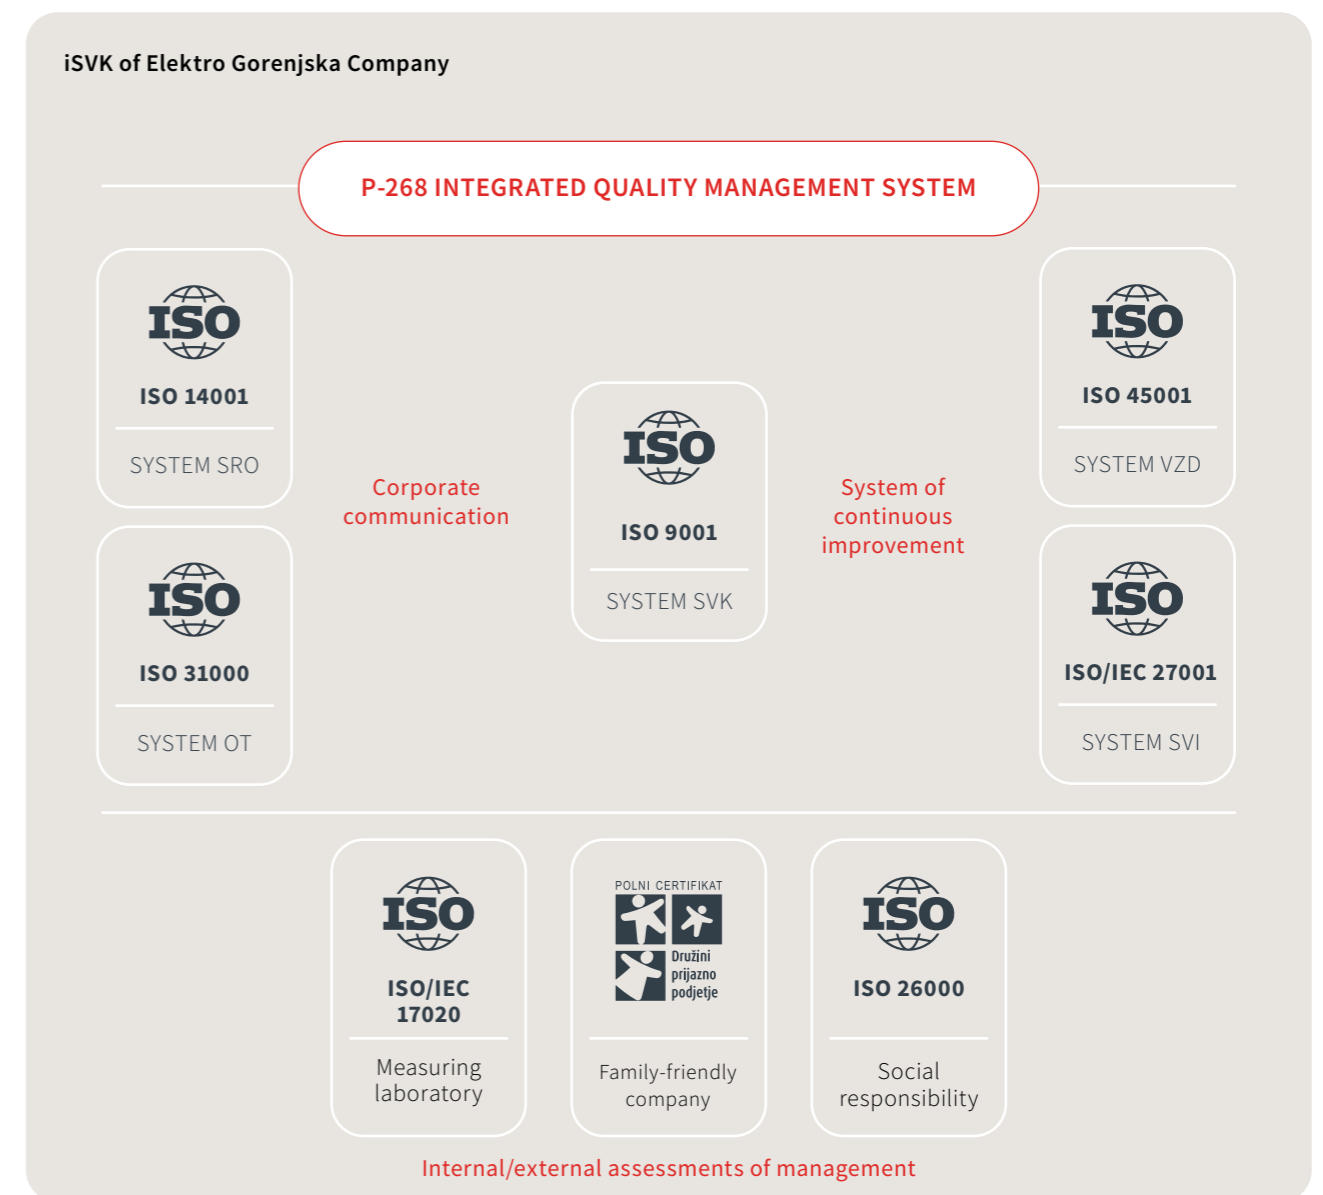 iSVK of Elektro Gorenjska Company
P-268 INTEGRATED QUALITY MANAGEMENT SYSTEM
ISO
ISO 14001
SYSTEM SRO
ISO
ISO 31000
SYSTEM OT
Corporate
communication
ISO
ISO 9001
SYSTEM SVK
System of
continuous
improvement
ISO
ISO 45001
SYSTEM VZD
ISO
ISO/IEC 27001
SYSTEM SVI
ISO
ISO/IEC
17020
Measuring
laboratory
POLNI CERTIFIKAT
Družini
prijazno
podjetje
Family-friendly
company
ISO
ISO 26000
Social
responsibility
Internal/external assessments of management